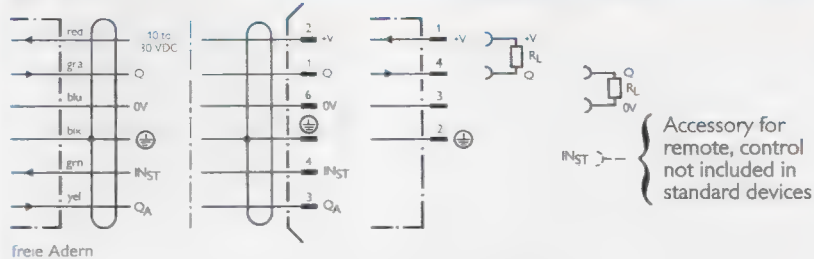 red 10 to 30 VDC
gra Q
blu 0V
blk
grn INST
yel QA
freie Adern
2 +V
1 Q
6 0V
4 INST
3 QA
1 +V
4
3
2
+V
RL
Q
Q
RL
0V
INST
Accessory for
remote, control
not included in
standard devices